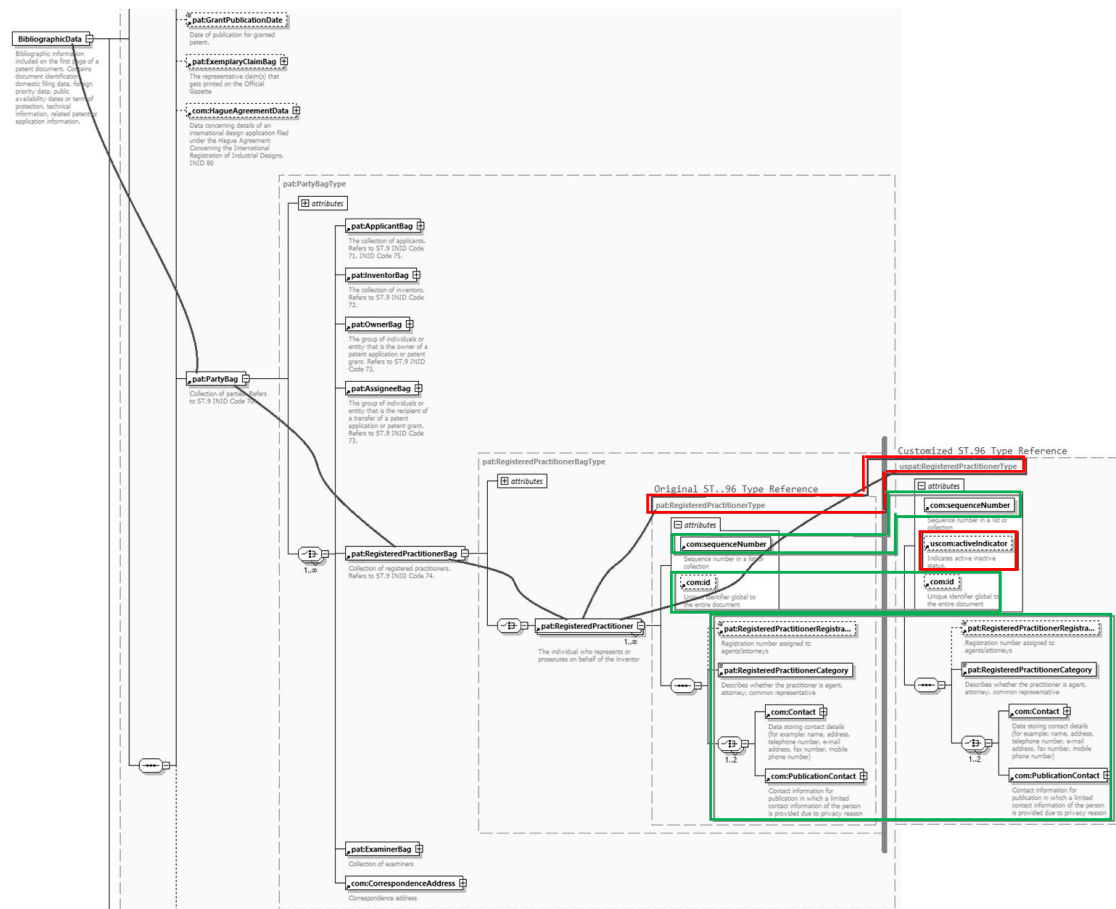 pat:GrantPublicationDate
Date of publication for granted
patent.
BibliographicData
Bibliographic information
included on the first page of a
patent document. Contains
document identification,
domestic filing data, foreign
priority data, public
availability dates or term of
protection, technical
information, related patent or
application information.
pat:ExemplaryClaimBag
The representative claim(s) that
gets printed on the Official
Gazette
com:HagueAgreementData
Data concerning details of an
international design application filed
under the Hague Agreement
Concerning the International
Registration of Industrial Designs.
INID 80
pat:PartyBagType
attributes
pat:ApplicantBag
The collection of applicants.
Refers to ST.9 INID Code
71, INID Code 75.
pat:InventorBag
The collection of inventors.
Refers to ST.9 INID Code
72.
pat:OwnerBag
The group of individuals or
entity that is the owner of a
patent application or patent
grant. Refers to ST.9 INID
Code 73.
pat:PartyBag
Collection of parties. Refers
to ST.9 INID Code 70.
pat:AssigneeBag
The group of individuals or
entity that is the recipient of
a transfer of a patent
application or patent grant.
Refers to ST.9 INID Code
73.
pat:RegisteredPractitionerBagType
attributes
pat:RegisteredPractitionerBag
Collection of registered practitioners.
Refers to ST.9 INID Code 74.
1..∞
pat:RegisteredPractitioner
1..∞
The individual who represents or
prosecutes on behalf of the inventor
Original ST..96 Type Reference
pat:RegisteredPractitionerType
attributes
com:sequenceNumber
Sequence number in a list or
collection
com:id
Unique identifier global to
the entire document
pat:RegisteredPractitionerRegistra...
Registration number assigned to
agents/attorneys
pat:RegisteredPractitionerCategory
Describes whether the practitioner is agent,
attorney, common representative
com:Contact
Data storing contact details
(for example: name, address,
telephone number, e-mail
address, fax number, mobile
phone number)
1..2
com:PublicationContact
Contact information for
publication in which a limited
contact information of the person
is provided due to privacy reason
Customized ST.96 Type Reference
uspat:RegisteredPractitionerType
attributes
com:sequenceNumber
Sequence number in a list or
collection
uscom:activeIndicator
Indicates active inactive
status.
com:id
Unique identifier global to
the entire document
pat:RegisteredPractitionerRegistra...
Registration number assigned to
agents/attorneys
pat:RegisteredPractitionerCategory
Describes whether the practitioner is agent,
attorney, common representative
com:Contact
Data storing contact details
(for example: name, address,
telephone number, e-mail
address, fax number, mobile
phone number)
1..2
com:PublicationContact
Contact information for
publication in which a limited
contact information of the person
is provided due to privacy reason
pat:ExaminerBag
Collection of examiners
com:CorrespondenceAddress
Correspondence address